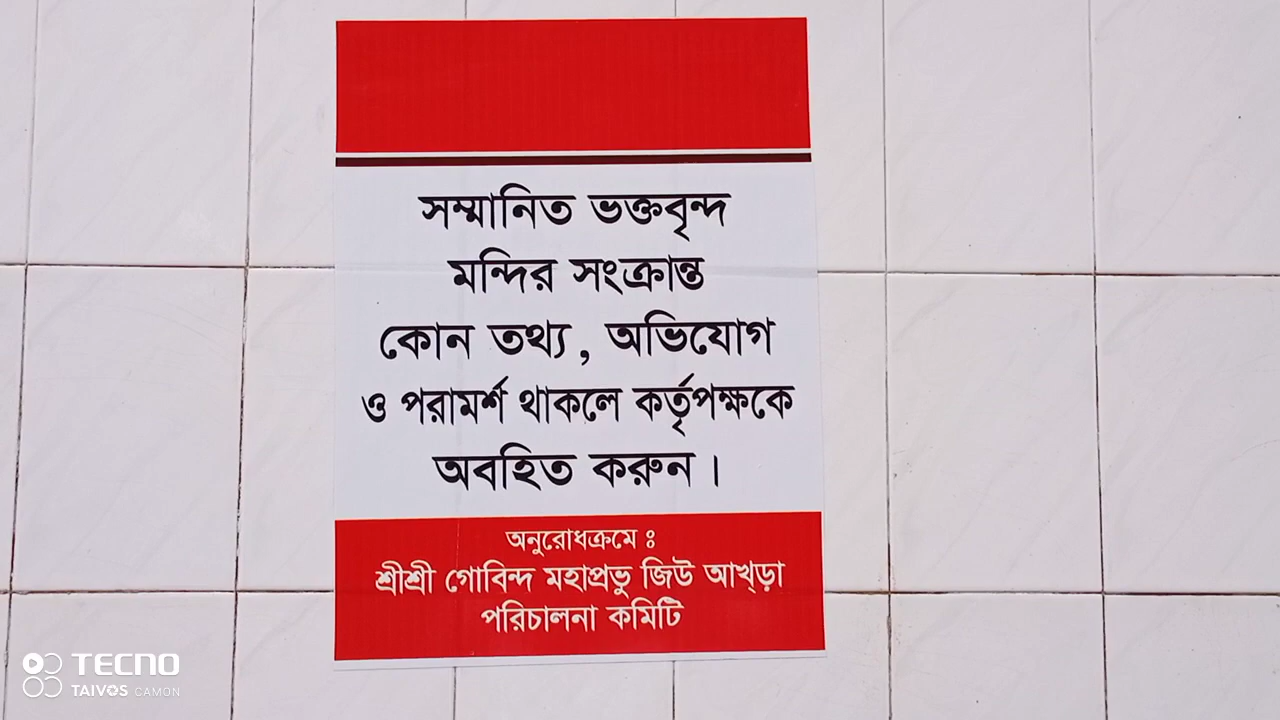 সম্মানিত ভক্তবৃন্দ
মন্দির সংক্রান্ত
কোন তথ্য, অভিযোগ
ও পরামর্শ থাকলে কর্তৃপক্ষকে
অবহিত করুন।
অনুরোধক্রমে ঃ
শ্রীশ্রী গোবিন্দ মহাপ্রভু জিউ আখ্ড়া
পরিচালনা কমিটি
TECNO
TAIVOS CAMON